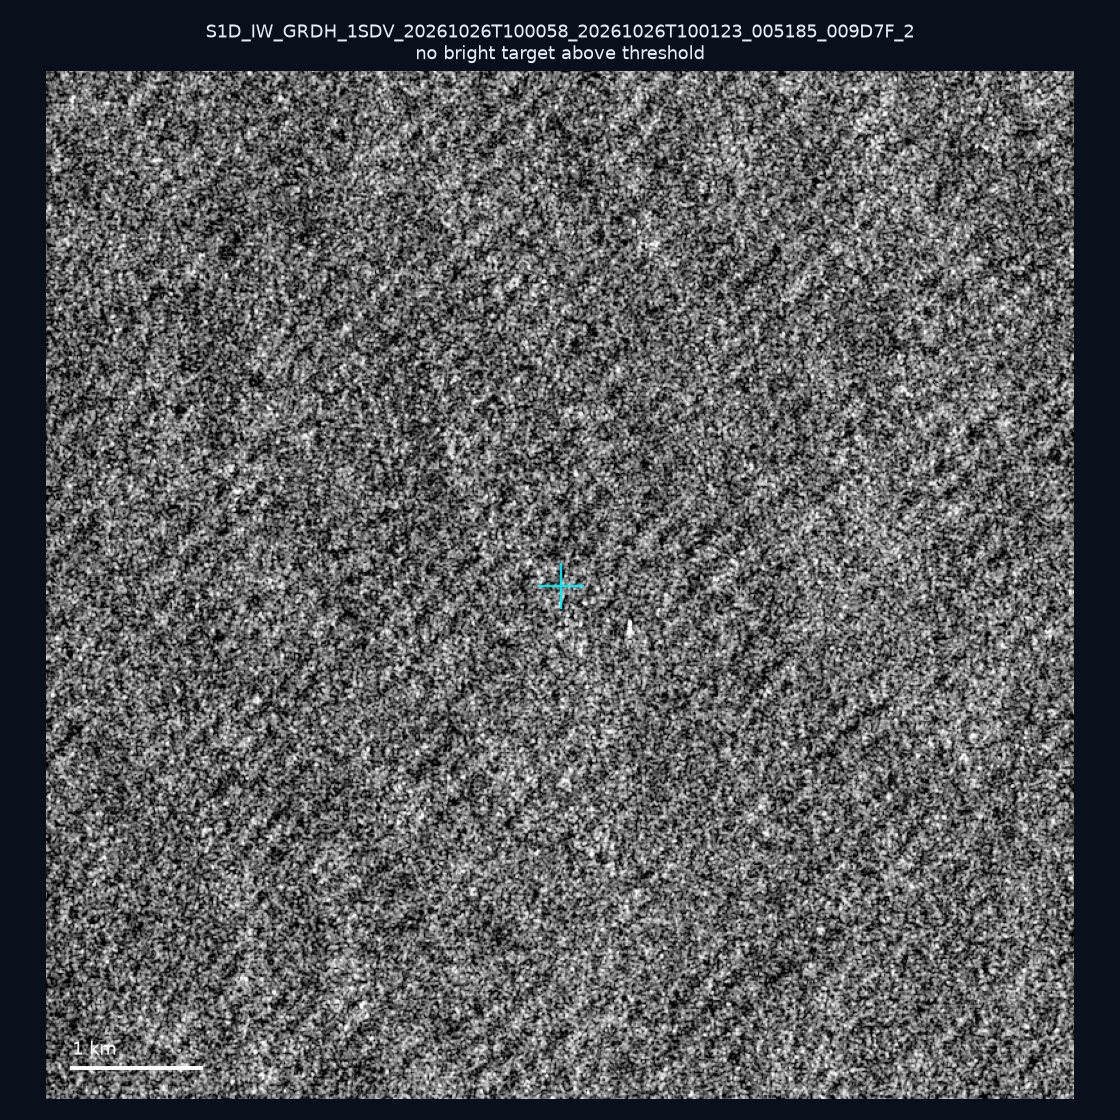 S1D_IW_GRDH_1SDV_20261026T100058_20261026T100123_005185_009D7F_2
no bright target above threshold
1 km